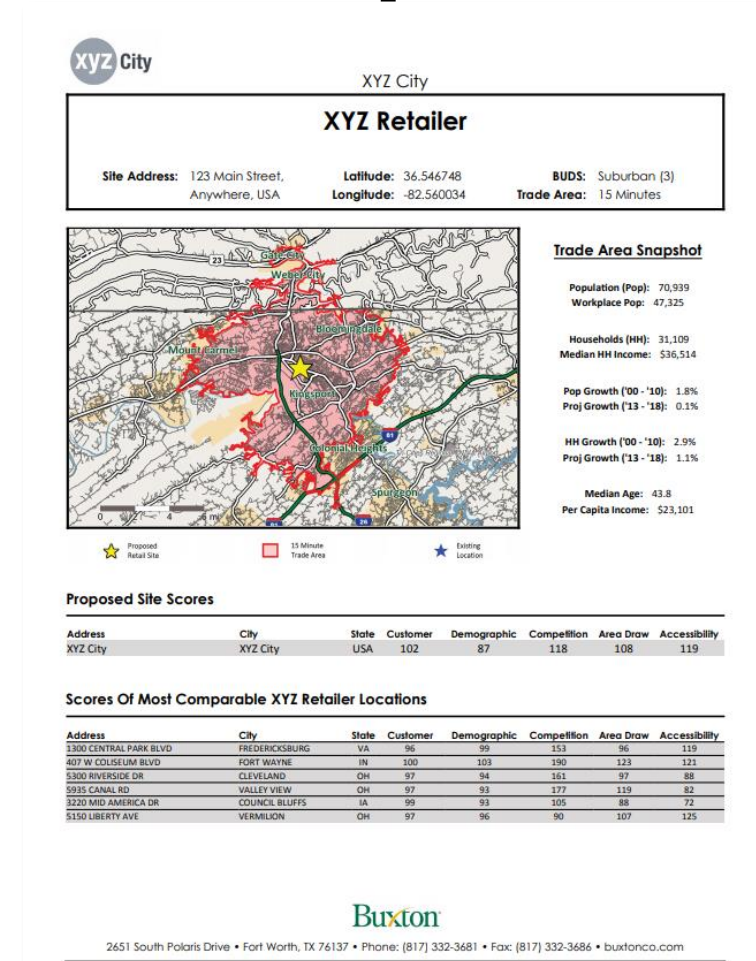 xyz City
XYZ City
XYZ Retailer
Site Address: 123 Main Street, Latitude: 36.546748 BUDS: Suburban (3)
Anywhere, USA Longitude: -82.560034 Trade Area: 15 Minutes
Trade Area Snapshot
Population (Pop): 70,939
Workplace Pop: 47,325
Households (HH): 31,109
Median HH Income: $36,514
Pop Growth ('00 - '10): 1.8%
Proj Growth ('13 - '18): 0.1%
HH Growth ('00 - '10): 2.9%
Proj Growth ('13 - '18): 1.1%
Median Age: 43.8
Per Capita Income: $23,101
Gate City
23
Weber City
Bloomingdale
Mount Carmel
Kingsport
81
Colonial Heights
Spurgeon
0 2 4 6 mi
81 26
Proposed Retail Site
15 Minute Trade Area
Existing Location
Proposed Site Scores
Address City State Customer Demographic Competition Area Draw Accessibility
XYZ City XYZ City USA 102 87 118 108 119
Scores Of Most Comparable XYZ Retailer Locations
Address City State Customer Demographic Competition Area Draw Accessibility
1300 CENTRAL PARK BLVD FREDERICKSBURG VA 96 99 153 96 119
407 W COLISEUM BLVD FORT WAYNE IN 100 103 190 123 121
5300 RIVERSIDE DR CLEVELAND OH 97 94 161 97 88
5935 CANAL RD VALLEY VIEW OH 97 93 177 119 82
3220 MID AMERICA DR COUNCIL BLUFFS IA 99 93 105 88 72
5150 LIBERTY AVE VERMILION OH 97 96 90 107 125
Buxton
2651 South Polaris Drive • Fort Worth, TX 76137 • Phone: (817) 332-3681 • Fax: (817) 332-3686 • buxtonco.com